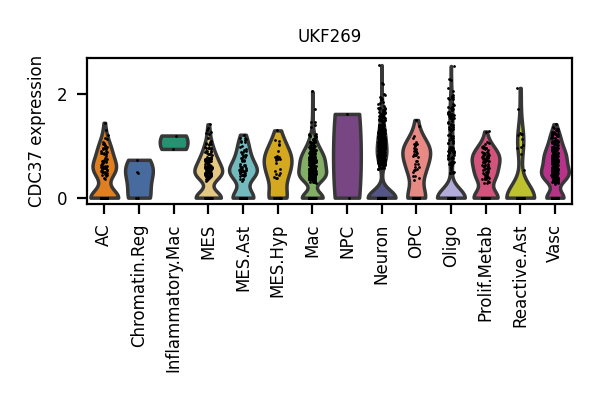 UKF269
CDC37 expression
2
0
AC
Chromatin.Reg
Inflammatory.Mac
MES
MES.Ast
MES.Hyp
Mac
NPC
Neuron
OPC
Oligo
Prolif.Metab
Reactive.Ast
Vasc